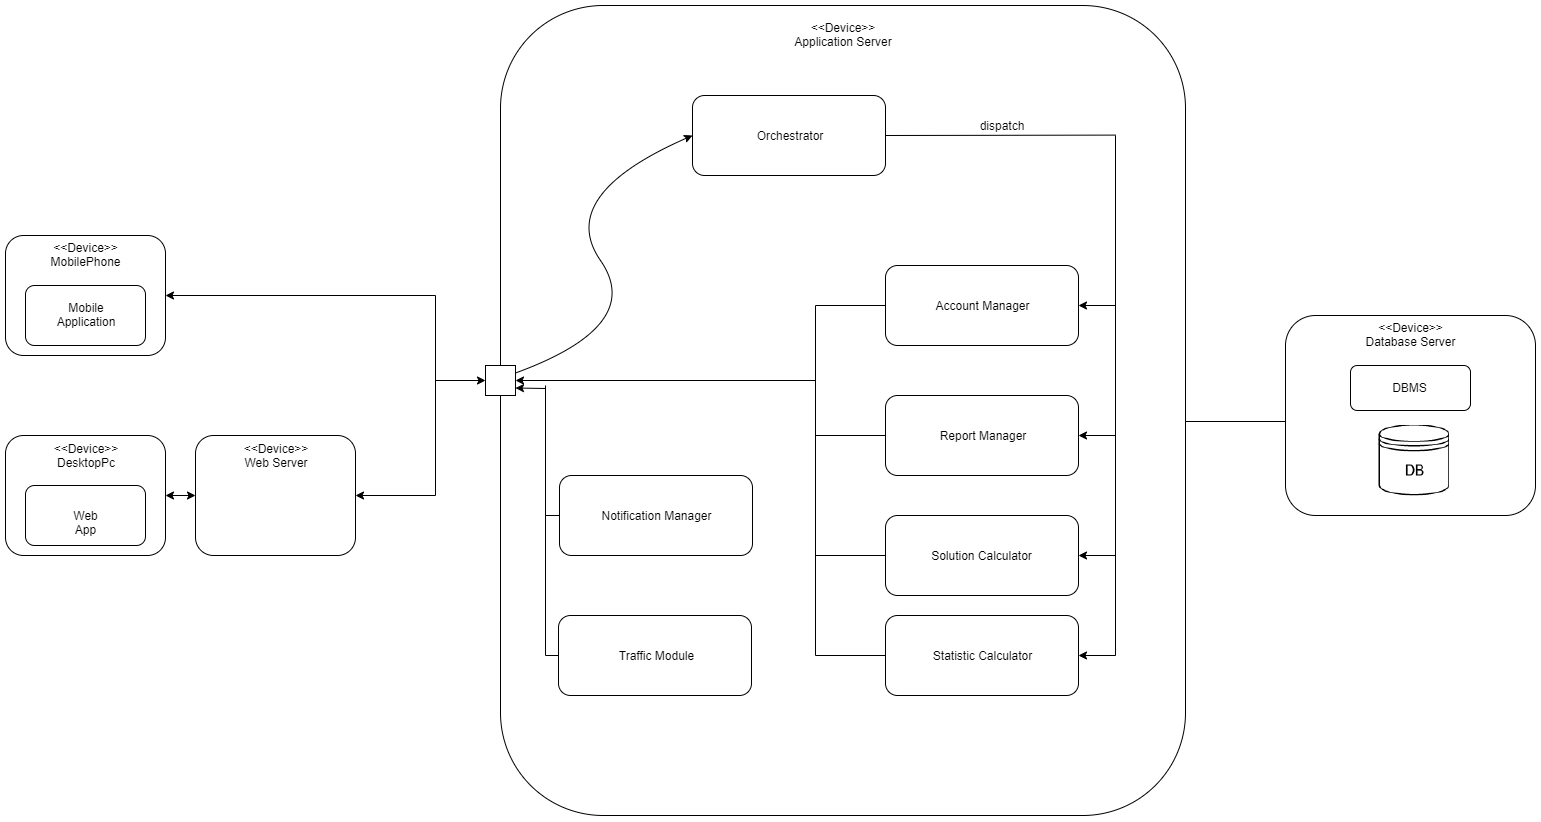 <<Device>>
Application Server
Orchestrator
dispatch
<<Device>>
MobilePhone
Mobile
Application
<<Device>>
DesktopPc
Web
App
<<Device>>
Web Server
Account Manager
Report Manager
Notification Manager
Solution Calculator
Traffic Module
Statistic Calculator
<<Device>>
Database Server
DBMS
DB